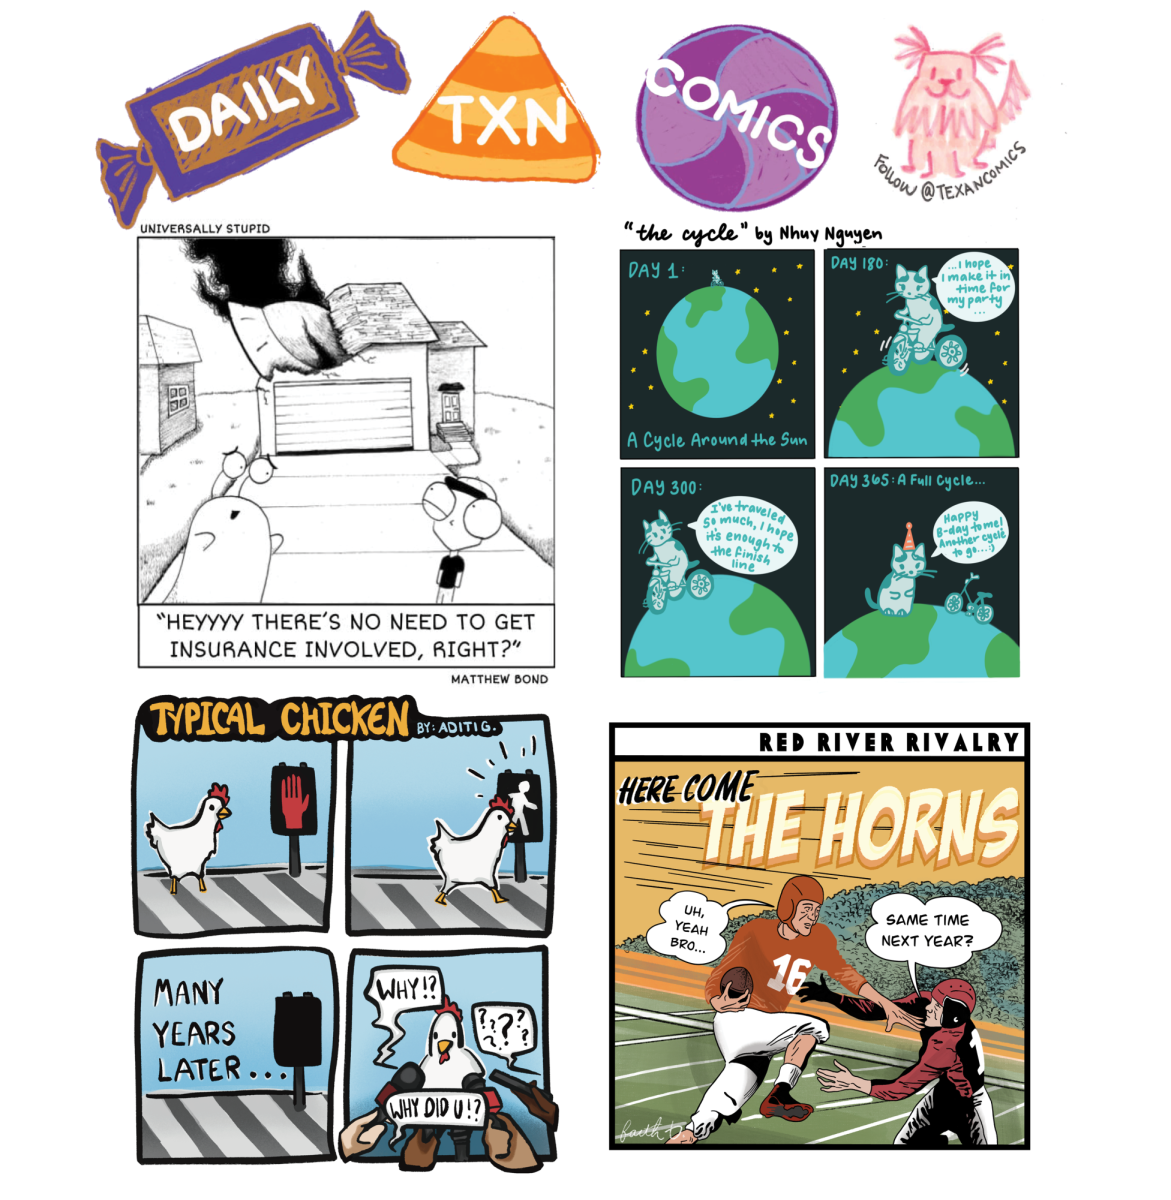 DAILY
TXN
COMICS
FOLLOW @TEXANCOMICS
UNIVERSALLY STUPID
"HEYYYY THERE'S NO NEED TO GET
INSURANCE INVOLVED, RIGHT?"
MATTHEW BOND
"the cycle" by Nhuy Nguyen
DAY 1:
A Cycle Around the Sun
DAY 180:
...I hope
I make it in
time for
my party
...
DAY 300:
I've traveled
so much, I hope
it's enough to
the finish
line
DAY 365: A Full Cycle...
Happy
B-day to me!
Another cycle
to go...:)
TYPICAL CHICKEN
BY: ADITI G.
MANY
YEARS
LATER...
WHY!?
???
WHY DID U!?
RED RIVER RIVALRY
HERE COME
THE HORNS
UH,
YEAH
BRO...
SAME TIME
NEXT YEAR?
16